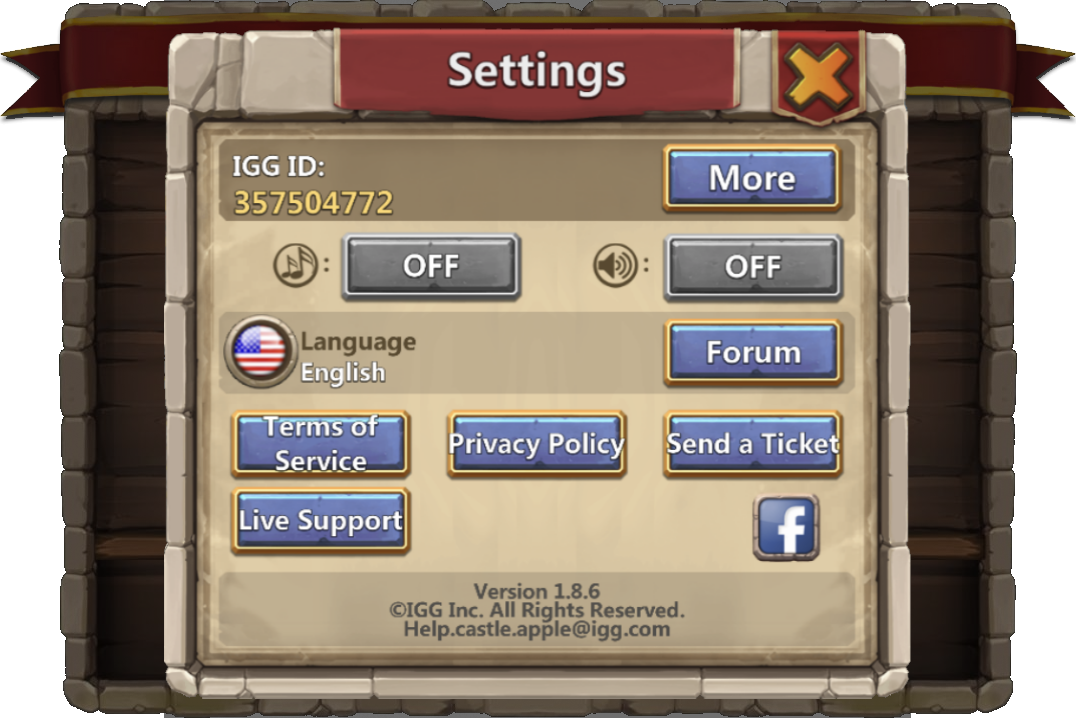 Settings
IGG ID:
357504772
More
: OFF
: OFF
Language
English
Forum
Terms of
Service
Privacy Policy
Send a Ticket
Live Support
f
Version 1.8.6
©IGG Inc. All Rights Reserved.
Help.castle.apple@igg.com